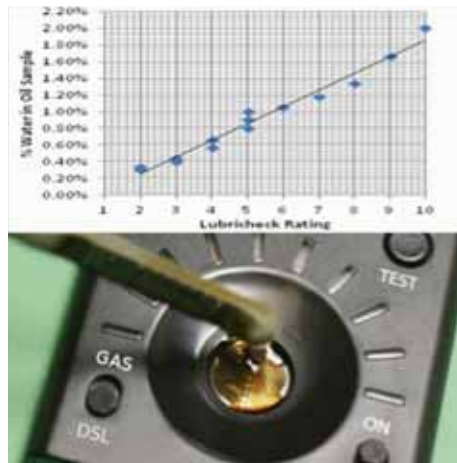 2.20%
2.00%
1.80%
1.60%
1.40%
1.20%
1.00%
0.80%
0.60%
0.40%
0.20%
0.00%
% Water in Oil Sample
1 2 3 4 5 6 7 8 9 10
Lubricheck Rating
TEST
GAS
DSL
ON